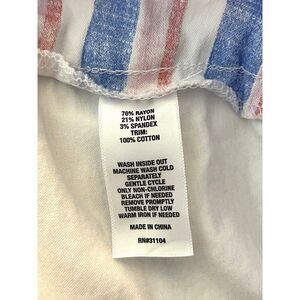 76% RAYON
21% NYLON
3% SPANDEX
TRIM:
100% COTTON
WASH INSIDE OUT
MACHINE WASH COLD
SEPARATELY
GENTLE CYCLE
ONLY NON-CHLORINE
BLEACH IF NEEDED
REMOVE PROMPTLY
TUMBLE DRY LOW
WARM IRON IF NEEDED
MADE IN CHINA
RN#31104